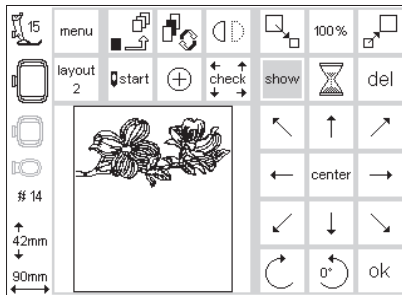 15
menu
100%
layout
2
start
check
show
del
center
# 14
42mm
90mm
0°
ok